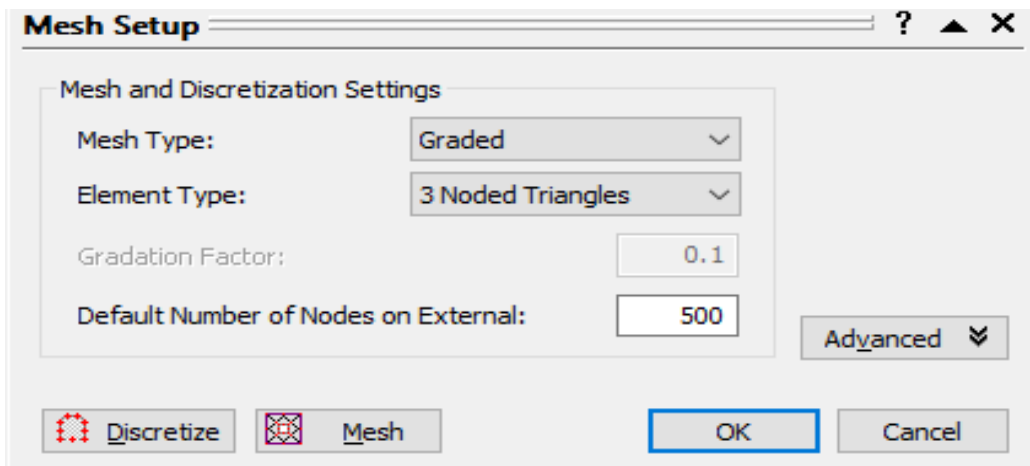 Mesh Setup ?
Mesh and Discretization Settings
Mesh Type: Graded
Element Type: 3 Noded Triangles
Gradation Factor: 0.1
Default Number of Nodes on External: 500
Advanced
Discretize Mesh OK Cancel